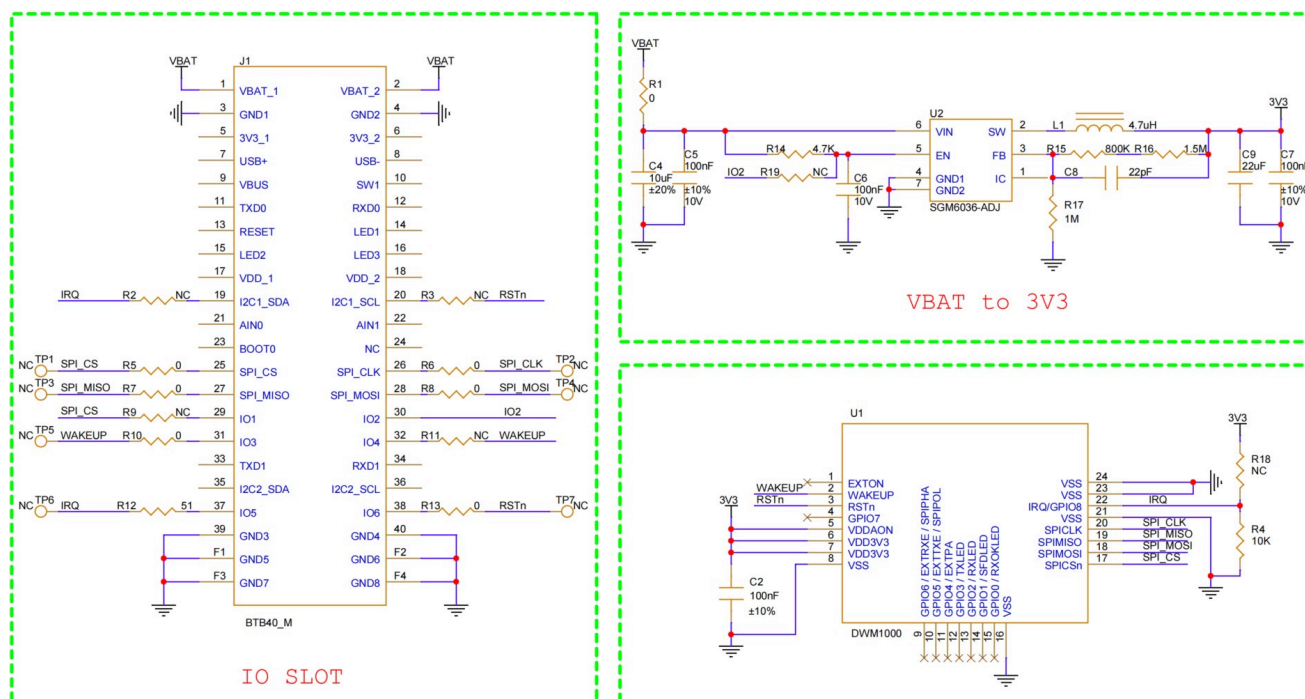 VBAT
VBAT
J1
1 VBAT_1 VBAT_2 2
3 GND1 GND2 4
5 3V3_1 3V3_2 6
7 USB+ USB- 8
9 VBUS SW1 10
11 TXD0 RXD0 12
13 RESET LED1 14
15 LED2 LED3 16
17 VDD_1 VDD_2 18
IRQ R2 NC 19 I2C1_SDA I2C1_SCL 20 R3 NC RSTn
21 AIN0 AIN1 22
23 BOOT0 NC 24
NC TP1 SPI_CS R5 0 25 SPI_CS SPI_CLK 26 R6 0 SPI_CLK TP2 NC
NC TP3 SPI_MISO R7 0 27 SPI_MISO SPI_MOSI 28 R8 0 SPI_MOSI TP4 NC
SPI_CS R9 NC 29 IO1 IO2 30 IO2
NC TP5 WAKEUP R10 0 31 IO3 IO4 32 R11 NC WAKEUP
33 TXD1 RXD1 34
35 I2C2_SDA I2C2_SCL 36
NC TP6 IRQ R12 51 37 IO5 IO6 38 R13 0 RSTn TP7 NC
39 GND3 GND4 40
F1 GND5 GND6 F2
F3 GND7 GND8 F4
BTB40_M
IO SLOT
VBAT
R1
0
U2
3V3
6 VIN SW 2 L1 4.7uH
R14 4.7K 5 EN FB 3 R15 800K R16 1.5M
IO2 R19 NC 4 GND1 IC 1 C8 22pF
7 GND2
SGM6036-ADJ
C4
10uF
±20%
C5
100nF
±10%
10V
C6
100nF
10V
R17
1M
C9
22uF
C7
100nF
±10%
10V
VBAT to 3V3
U1
3V3
R18
NC
1 EXTON VSS 24
WAKEUP 2 WAKEUP VSS 23
RSTn 3 RSTn IRQ/GPIO8 22 IRQ
3V3 4 GPIO7 VSS 21
5 VDDAON SPICLK 20 SPI_CLK
6 VDD3V3 SPIMISO 19 SPI_MISO
7 VDD3V3 SPIMOSI 18 SPI_MOSI
8 VSS SPICSn 17 SPI_CS
R4
10K
C2
100nF
±10%
GPIO6 / EXTRXE / SPIPHA
GPIO5 / EXTTXE / SPIPOL
GPIO4 / EXTPA
GPIO3 / TXLED
GPIO2 / RXLED
GPIO1 / SFDLED
GPIO0 / RXOKLED
VSS
DWM1000
9 10 11 12 13 14 15 16